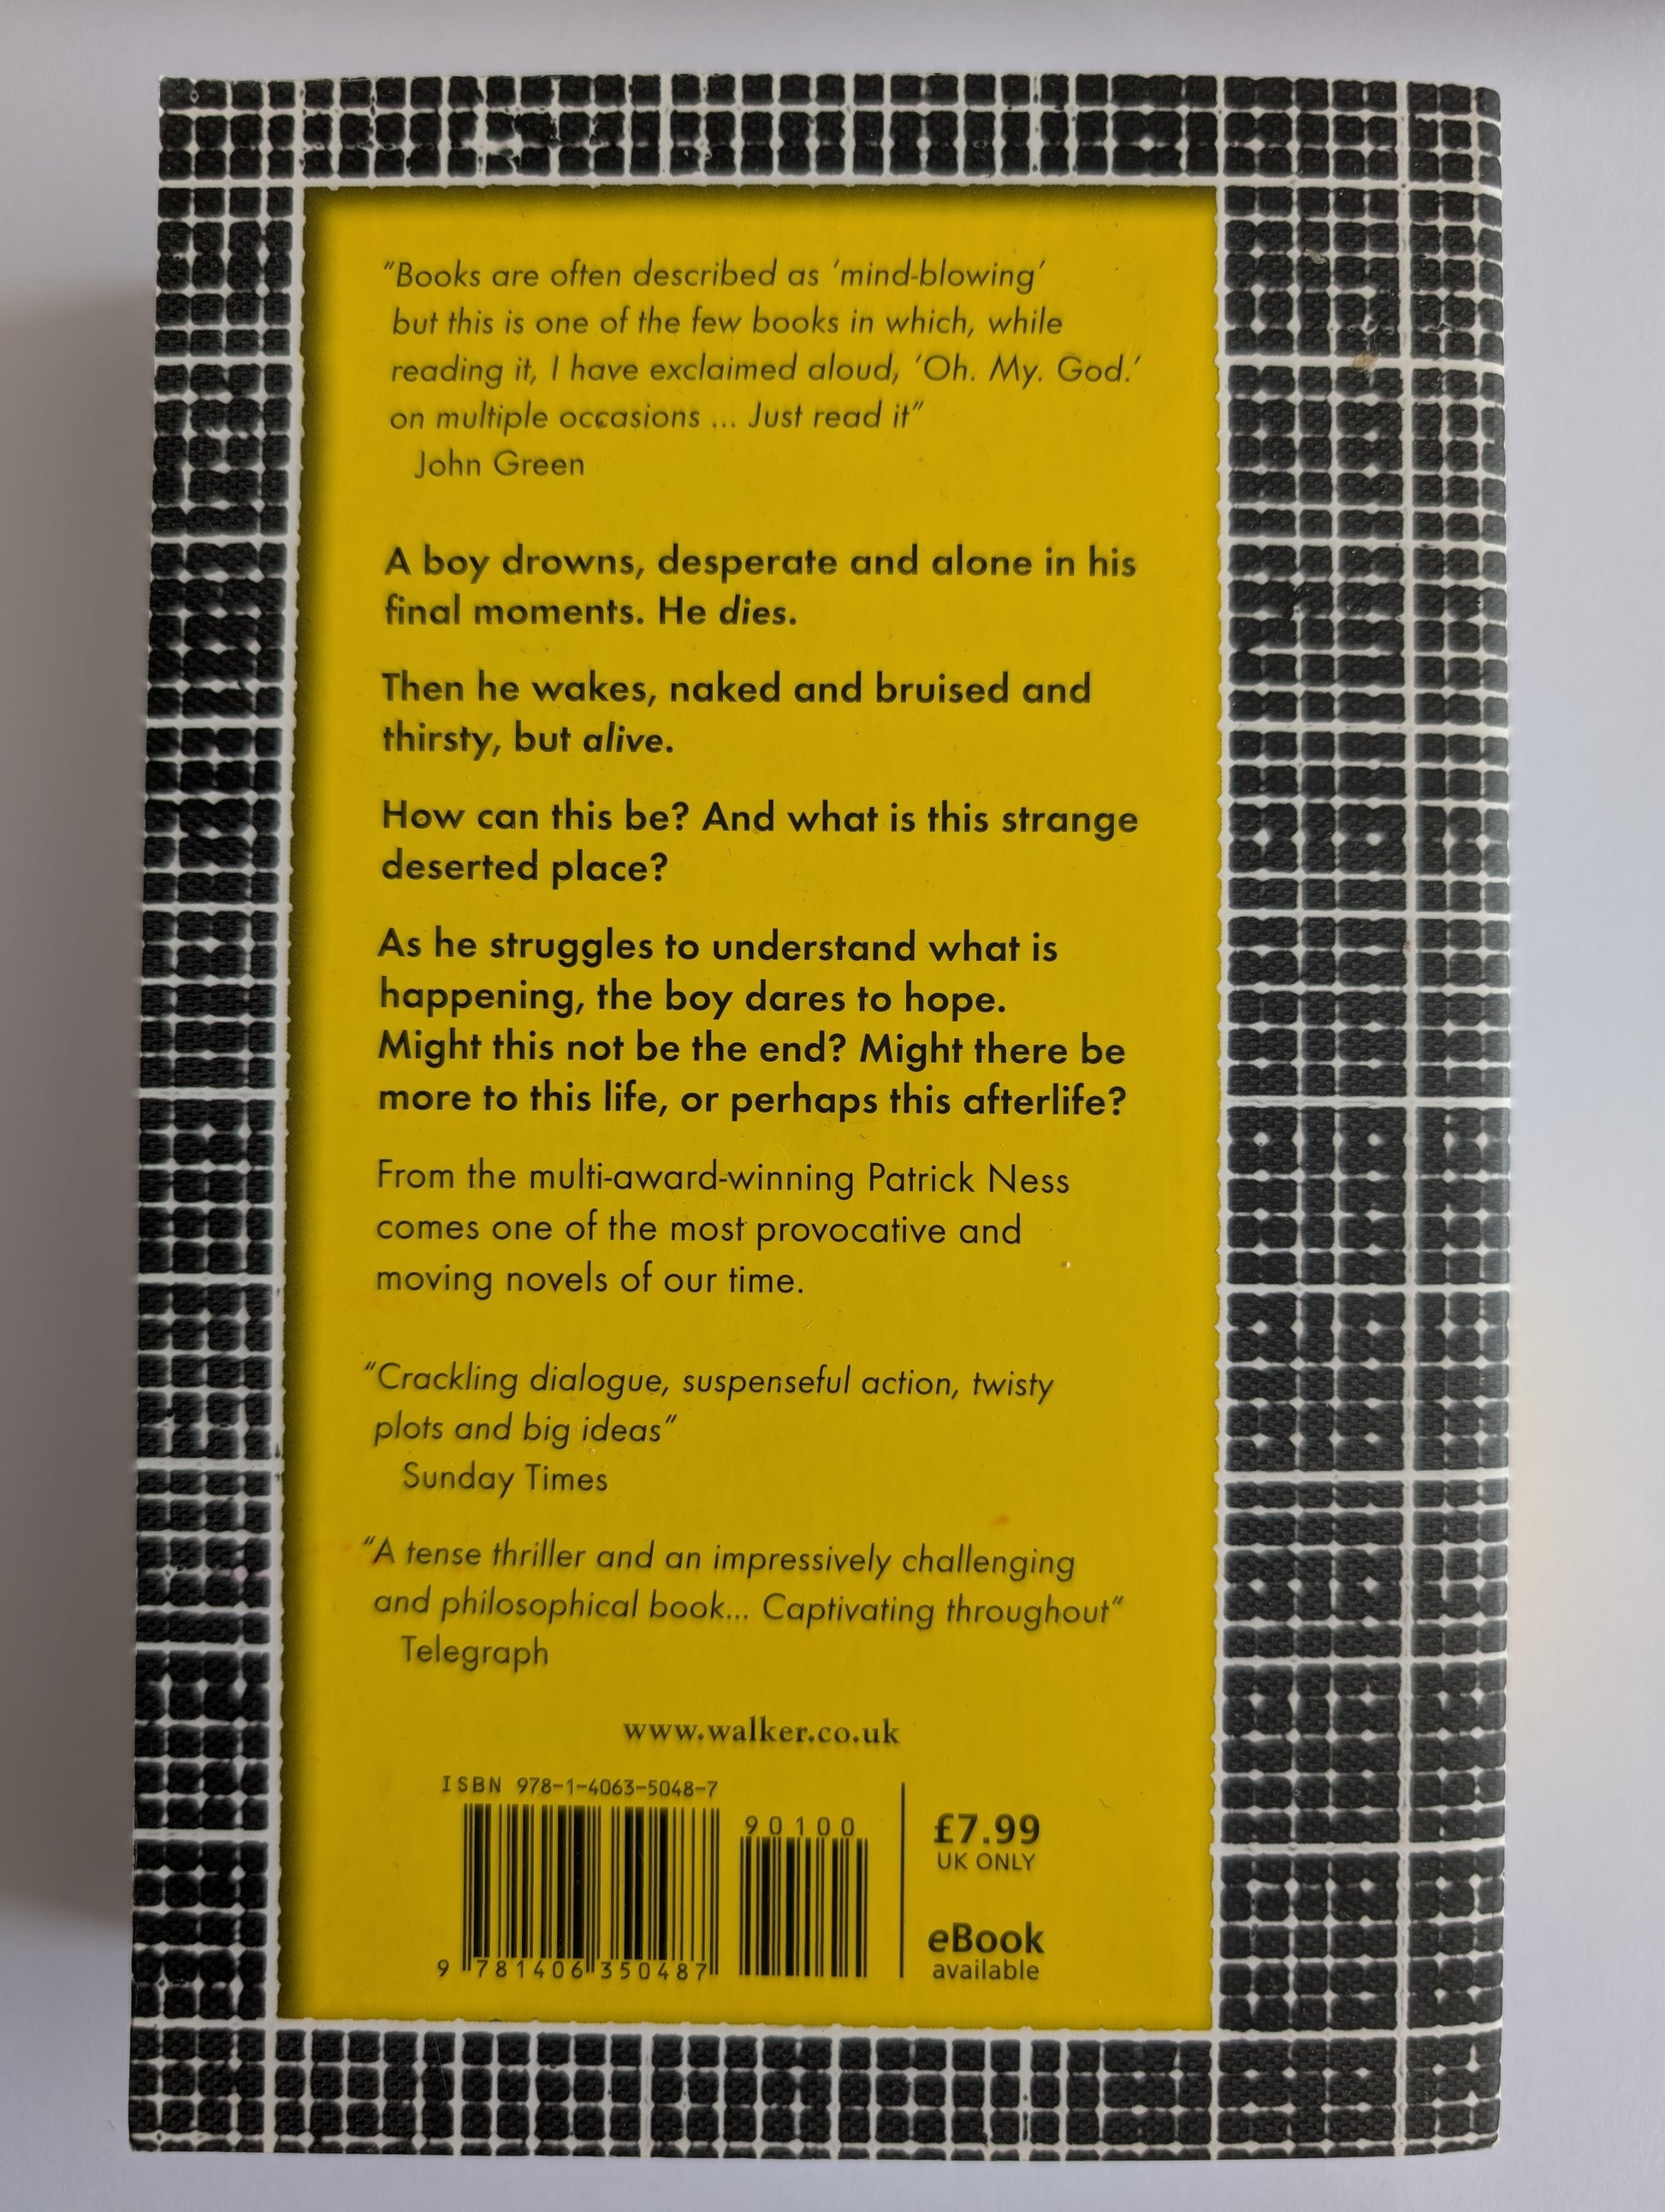 “Books are often described as ‘mind-blowing’
but this is one of the few books in which, while
reading it, I have exclaimed aloud, ‘Oh. My. God.’
on multiple occasions ... Just read it”
John Green
A boy drowns, desperate and alone in his
final moments. He dies.
Then he wakes, naked and bruised and
thirsty, but alive.
How can this be? And what is this strange
deserted place?
As he struggles to understand what is
happening, the boy dares to hope.
Might this not be the end? Might there be
more to this life, or perhaps this afterlife?
From the multi-award-winning Patrick Ness
comes one of the most provocative and
moving novels of our time.
“Crackling dialogue, suspenseful action, twisty
plots and big ideas”
Sunday Times
“A tense thriller and an impressively challenging
and philosophical book... Captivating throughout”
Telegraph
www.walker.co.uk
ISBN 978-1-4063-5048-7
90100
9 781406 350487
£7.99
UK ONLY
eBook
available